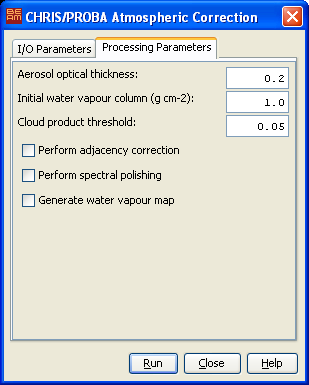 BEAM CHRIS/PROBA Atmospheric Correction
I/O Parameters Processing Parameters
Aerosol optical thickness: 0.2
Initial water vapour column (g cm-2): 1.0
Cloud product threshold: 0.05
Perform adjacency correction
Perform spectral polishing
Generate water vapour map
Run Close Help